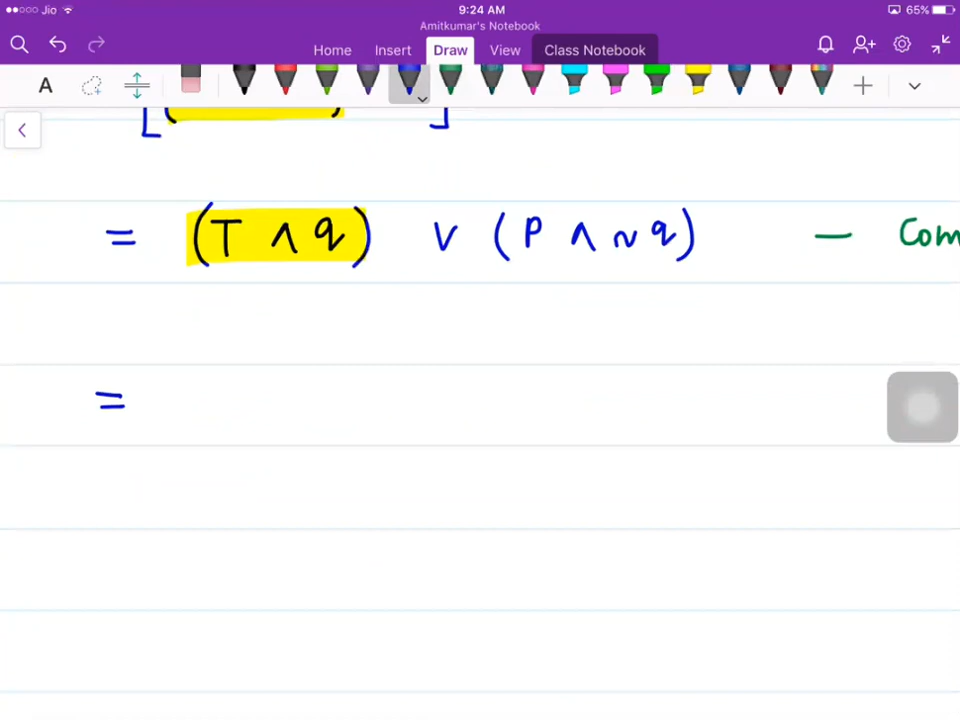 Jio 9:24 AM 65%
Amitkumar's Notebook
Home Insert Draw View Class Notebook
A
= (T ∧ q) ∨ (P ∧ ~ q) — Com
=